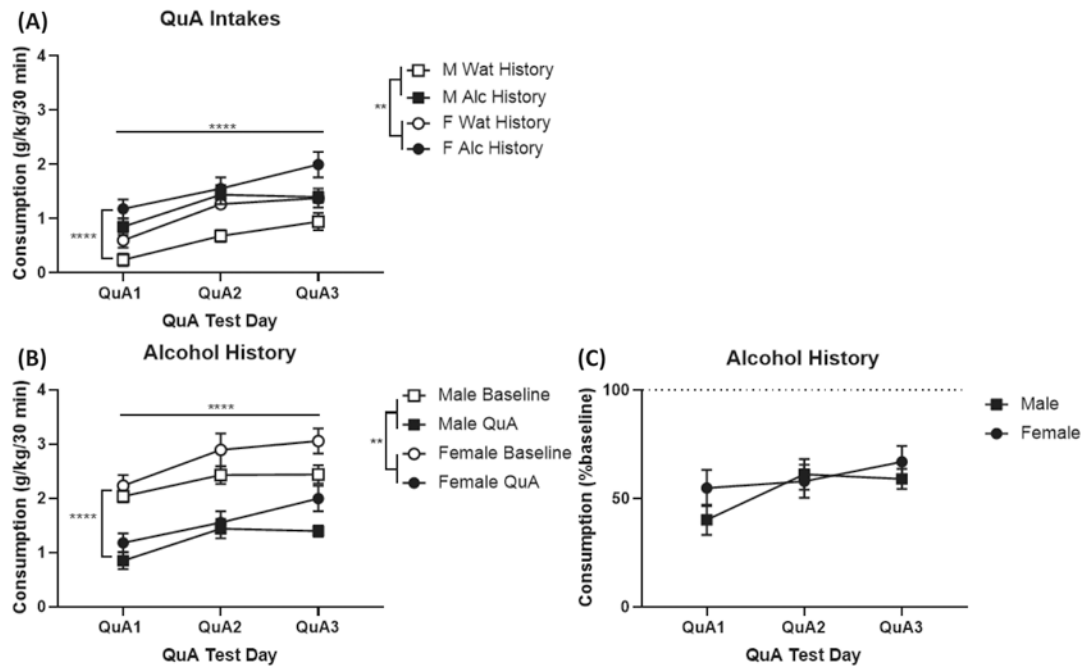 (A)
QuA Intakes
Consumption (g/kg/30 min)
4
3
2
1
0
****
****
QuA1
QuA2
QuA3
QuA Test Day
**
M Wat History
M Alc History
F Wat History
F Alc History
(B)
Alcohol History
Consumption (g/kg/30 min)
4
3
2
1
0
****
****
QuA1
QuA2
QuA3
QuA Test Day
**
Male Baseline
Male QuA
Female Baseline
Female QuA
(C)
Alcohol History
Consumption (%baseline)
100
50
0
QuA1
QuA2
QuA3
QuA Test Day
Male
Female